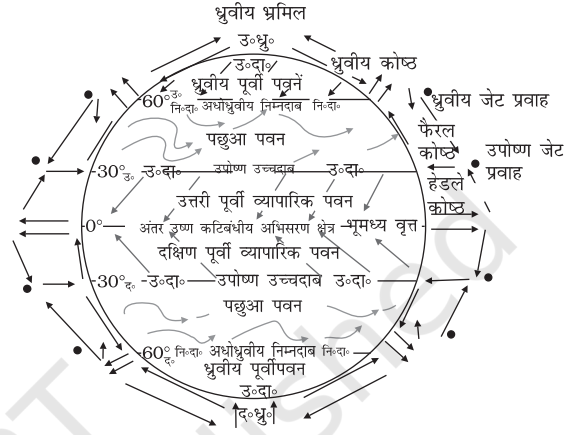 ध्रुवीय भ्रमिल
उ॰ध्रु॰
उ॰दा॰
ध्रुवीय कोष्ठ
ध्रुवीय पूर्वी पवनें
60°उ॰
नि॰दा॰ अधोध्रुवीय निम्नदाब नि॰दा॰
ध्रुवीय जेट प्रवाह
पछुआ पवन
फैरल
कोष्ठ
उपोष्ण जेट
प्रवाह
30°उ॰ उ॰दा॰ उपोष्ण उच्चदाब उ॰दा॰
हेडले
कोष्ठ
उत्तरी पूर्वी व्यापारिक पवन
0° अंतर उष्ण कटिबंधीय अभिसरण क्षेत्र भूमध्य वृत्त
दक्षिण पूर्वी व्यापारिक पवन
30°द॰ उ॰दा॰ उपोष्ण उच्चदाब उ॰दा॰
पछुआ पवन
60°द॰ नि॰दा॰ अधोध्रुवीय निम्नदाब नि॰दा॰
ध्रुवीय पूर्वीपवन
उ॰दा॰
द॰ध्रु॰